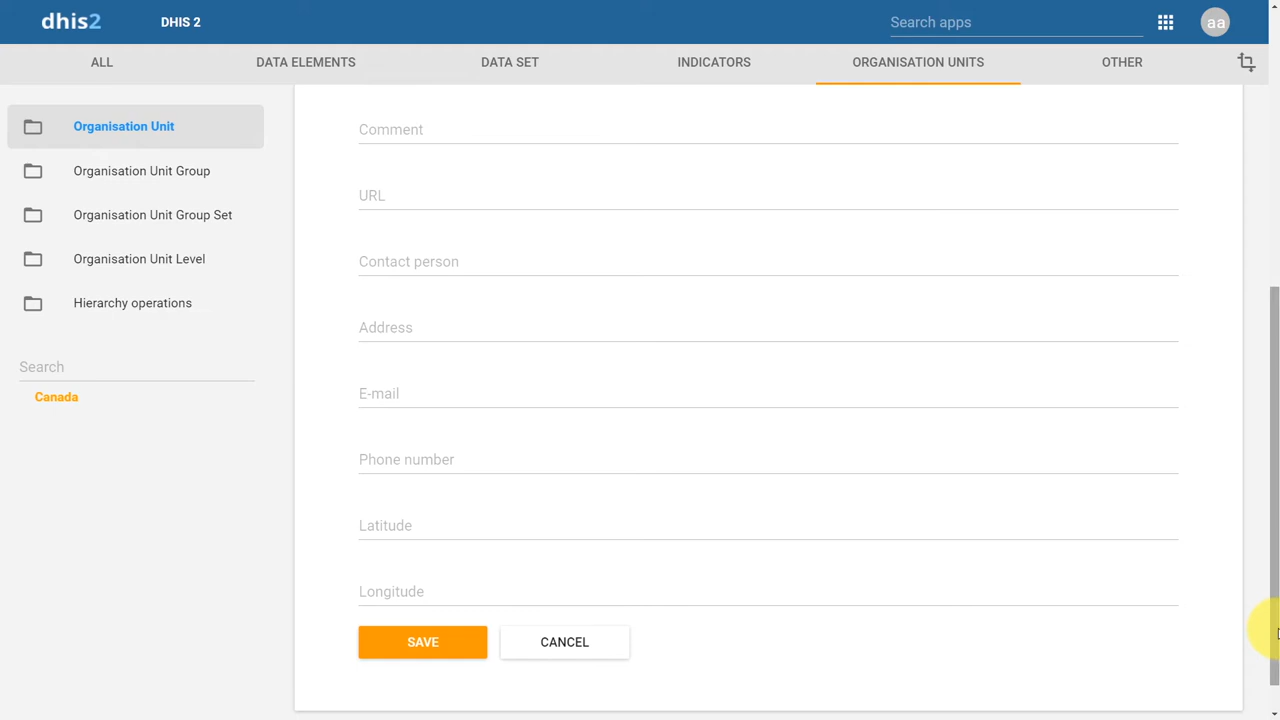 dhis2
DHIS 2
Search apps
aa
ALL
DATA ELEMENTS
DATA SET
INDICATORS
ORGANISATION UNITS
OTHER
Organisation Unit
Organisation Unit Group
Organisation Unit Group Set
Organisation Unit Level
Hierarchy operations
Search
Canada
Comment
URL
Contact person
Address
E-mail
Phone number
Latitude
Longitude
SAVE
CANCEL